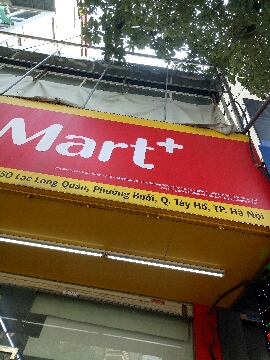 Mart+
Lạc Long Quân, Phường Bưởi, Q. Tây Hồ, TP. Hà Nội